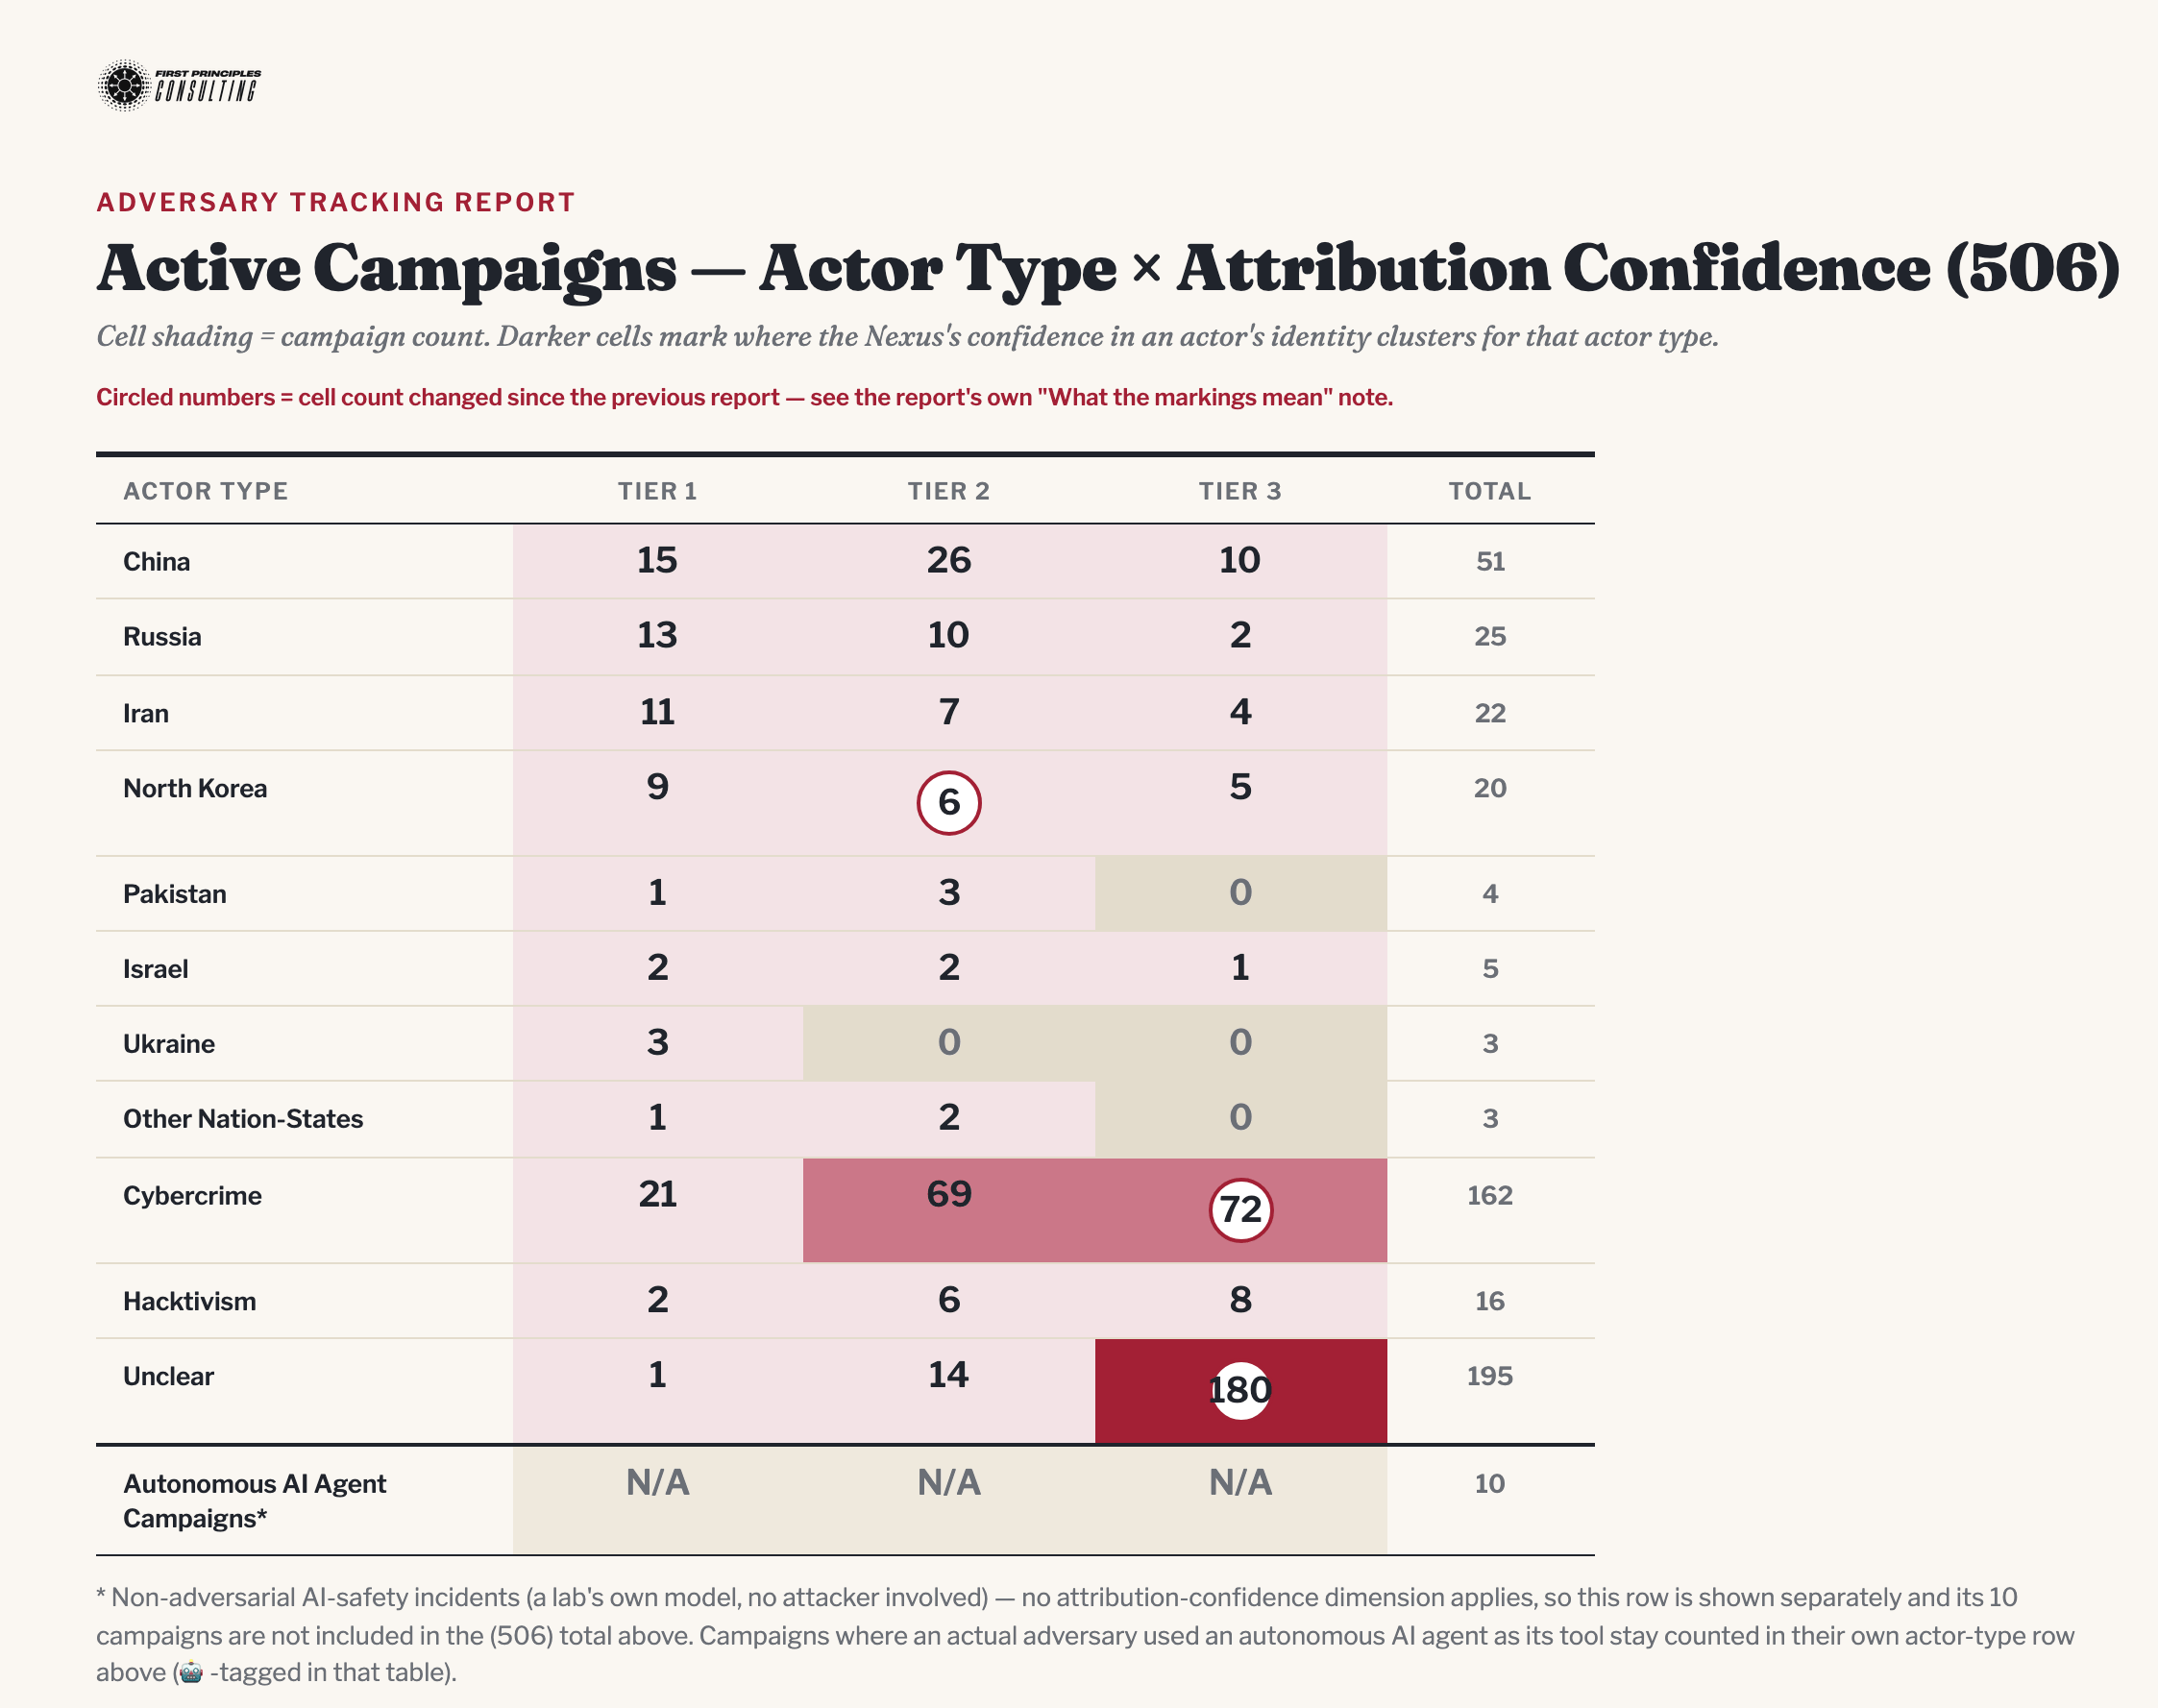 FIRST PRINCIPLES
CONSULTING
ADVERSARY TRACKING REPORT
Active Campaigns — Actor Type × Attribution Confidence (506)
Cell shading = campaign count. Darker cells mark where the Nexus's confidence in an actor's identity clusters for that actor type.
Circled numbers = cell count changed since the previous report — see the report's own "What the markings mean" note.
ACTOR TYPE TIER 1 TIER 2 TIER 3 TOTAL
China 15 26 10 51
Russia 13 10 2 25
Iran 11 7 4 22
North Korea 9 6 5 20
Pakistan 1 3 0 4
Israel 2 2 1 5
Ukraine 3 0 0 3
Other Nation-States 1 2 0 3
Cybercrime 21 69 72 162
Hacktivism 2 6 8 16
Unclear 1 14 180 195
Autonomous AI Agent N/A N/A N/A 10
Campaigns*
* Non-adversarial AI-safety incidents (a lab's own model, no attacker involved) — no attribution-confidence dimension applies, so this row is shown separately and its 10
campaigns are not included in the (506) total above. Campaigns where an actual adversary used an autonomous AI agent as its tool stay counted in their own actor-type row
above (🤖 -tagged in that table).